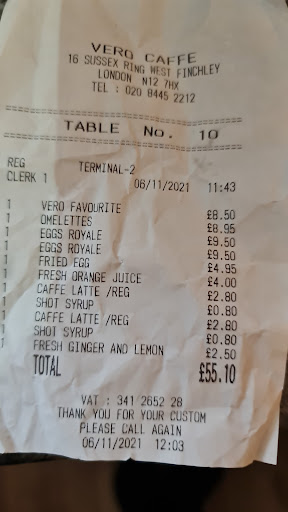 VERO CAFFE
16 SUSSEX RING WEST FINCHLEY
LONDON N12 7HX
TEL : 020 8445 2212
TABLE No. 10
REG TERMINAL-2
CLERK 1 06/11/2021 11:43
1 VERO FAVOURITE £8.50
1 OMELETTES £8.95
1 EGGS ROYALE £9.50
1 EGGS ROYALE £9.50
1 FRIED EGG £4.95
1 FRESH ORANGE JUICE £4.00
1 CAFFE LATTE /REG £2.80
1 SHOT SYRUP £0.80
1 CAFFE LATTE /REG £2.80
1 SHOT SYRUP £0.80
1 FRESH GINGER AND LEMON £2.50
TOTAL £55.10
VAT : 341 2652 28
THANK YOU FOR YOUR CUSTOM
PLEASE CALL AGAIN
06/11/2021 12:03